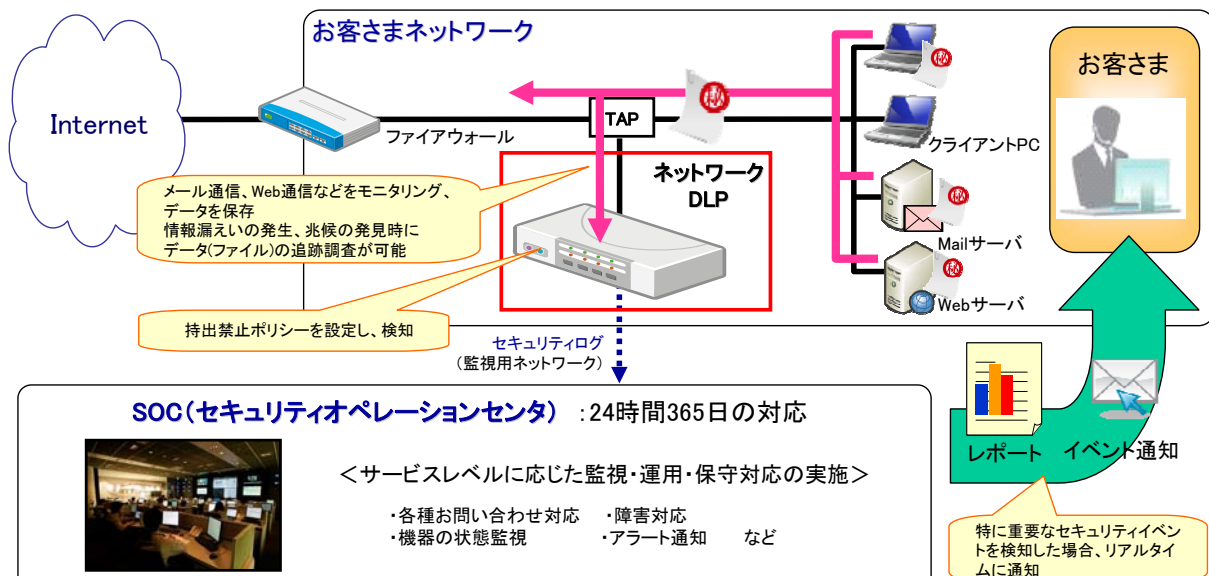 お客さまネットワーク
お客さま
Internet
ファイアウォール
TAP
㊙
㊙
クライアントPC
ネットワーク
DLP
㊙
Mailサーバ
㊙
Webサーバ
メール通信、Web通信などをモニタリング、
データを保存
情報漏えいの発生、兆候の発見時に
データ(ファイル)の追跡調査が可能
持出禁止ポリシーを設定し、検知
セキュリティログ
(監視用ネットワーク)
SOC(セキュリティオペレーションセンタ) :24時間365日の対応
<サービスレベルに応じた監視・運用・保守対応の実施>
・各種お問い合わせ対応 ・障害対応
・機器の状態監視 ・アラート通知 など
レポート
イベント通知
特に重要なセキュリティイベン
トを検知した場合、リアルタイ
ムに通知